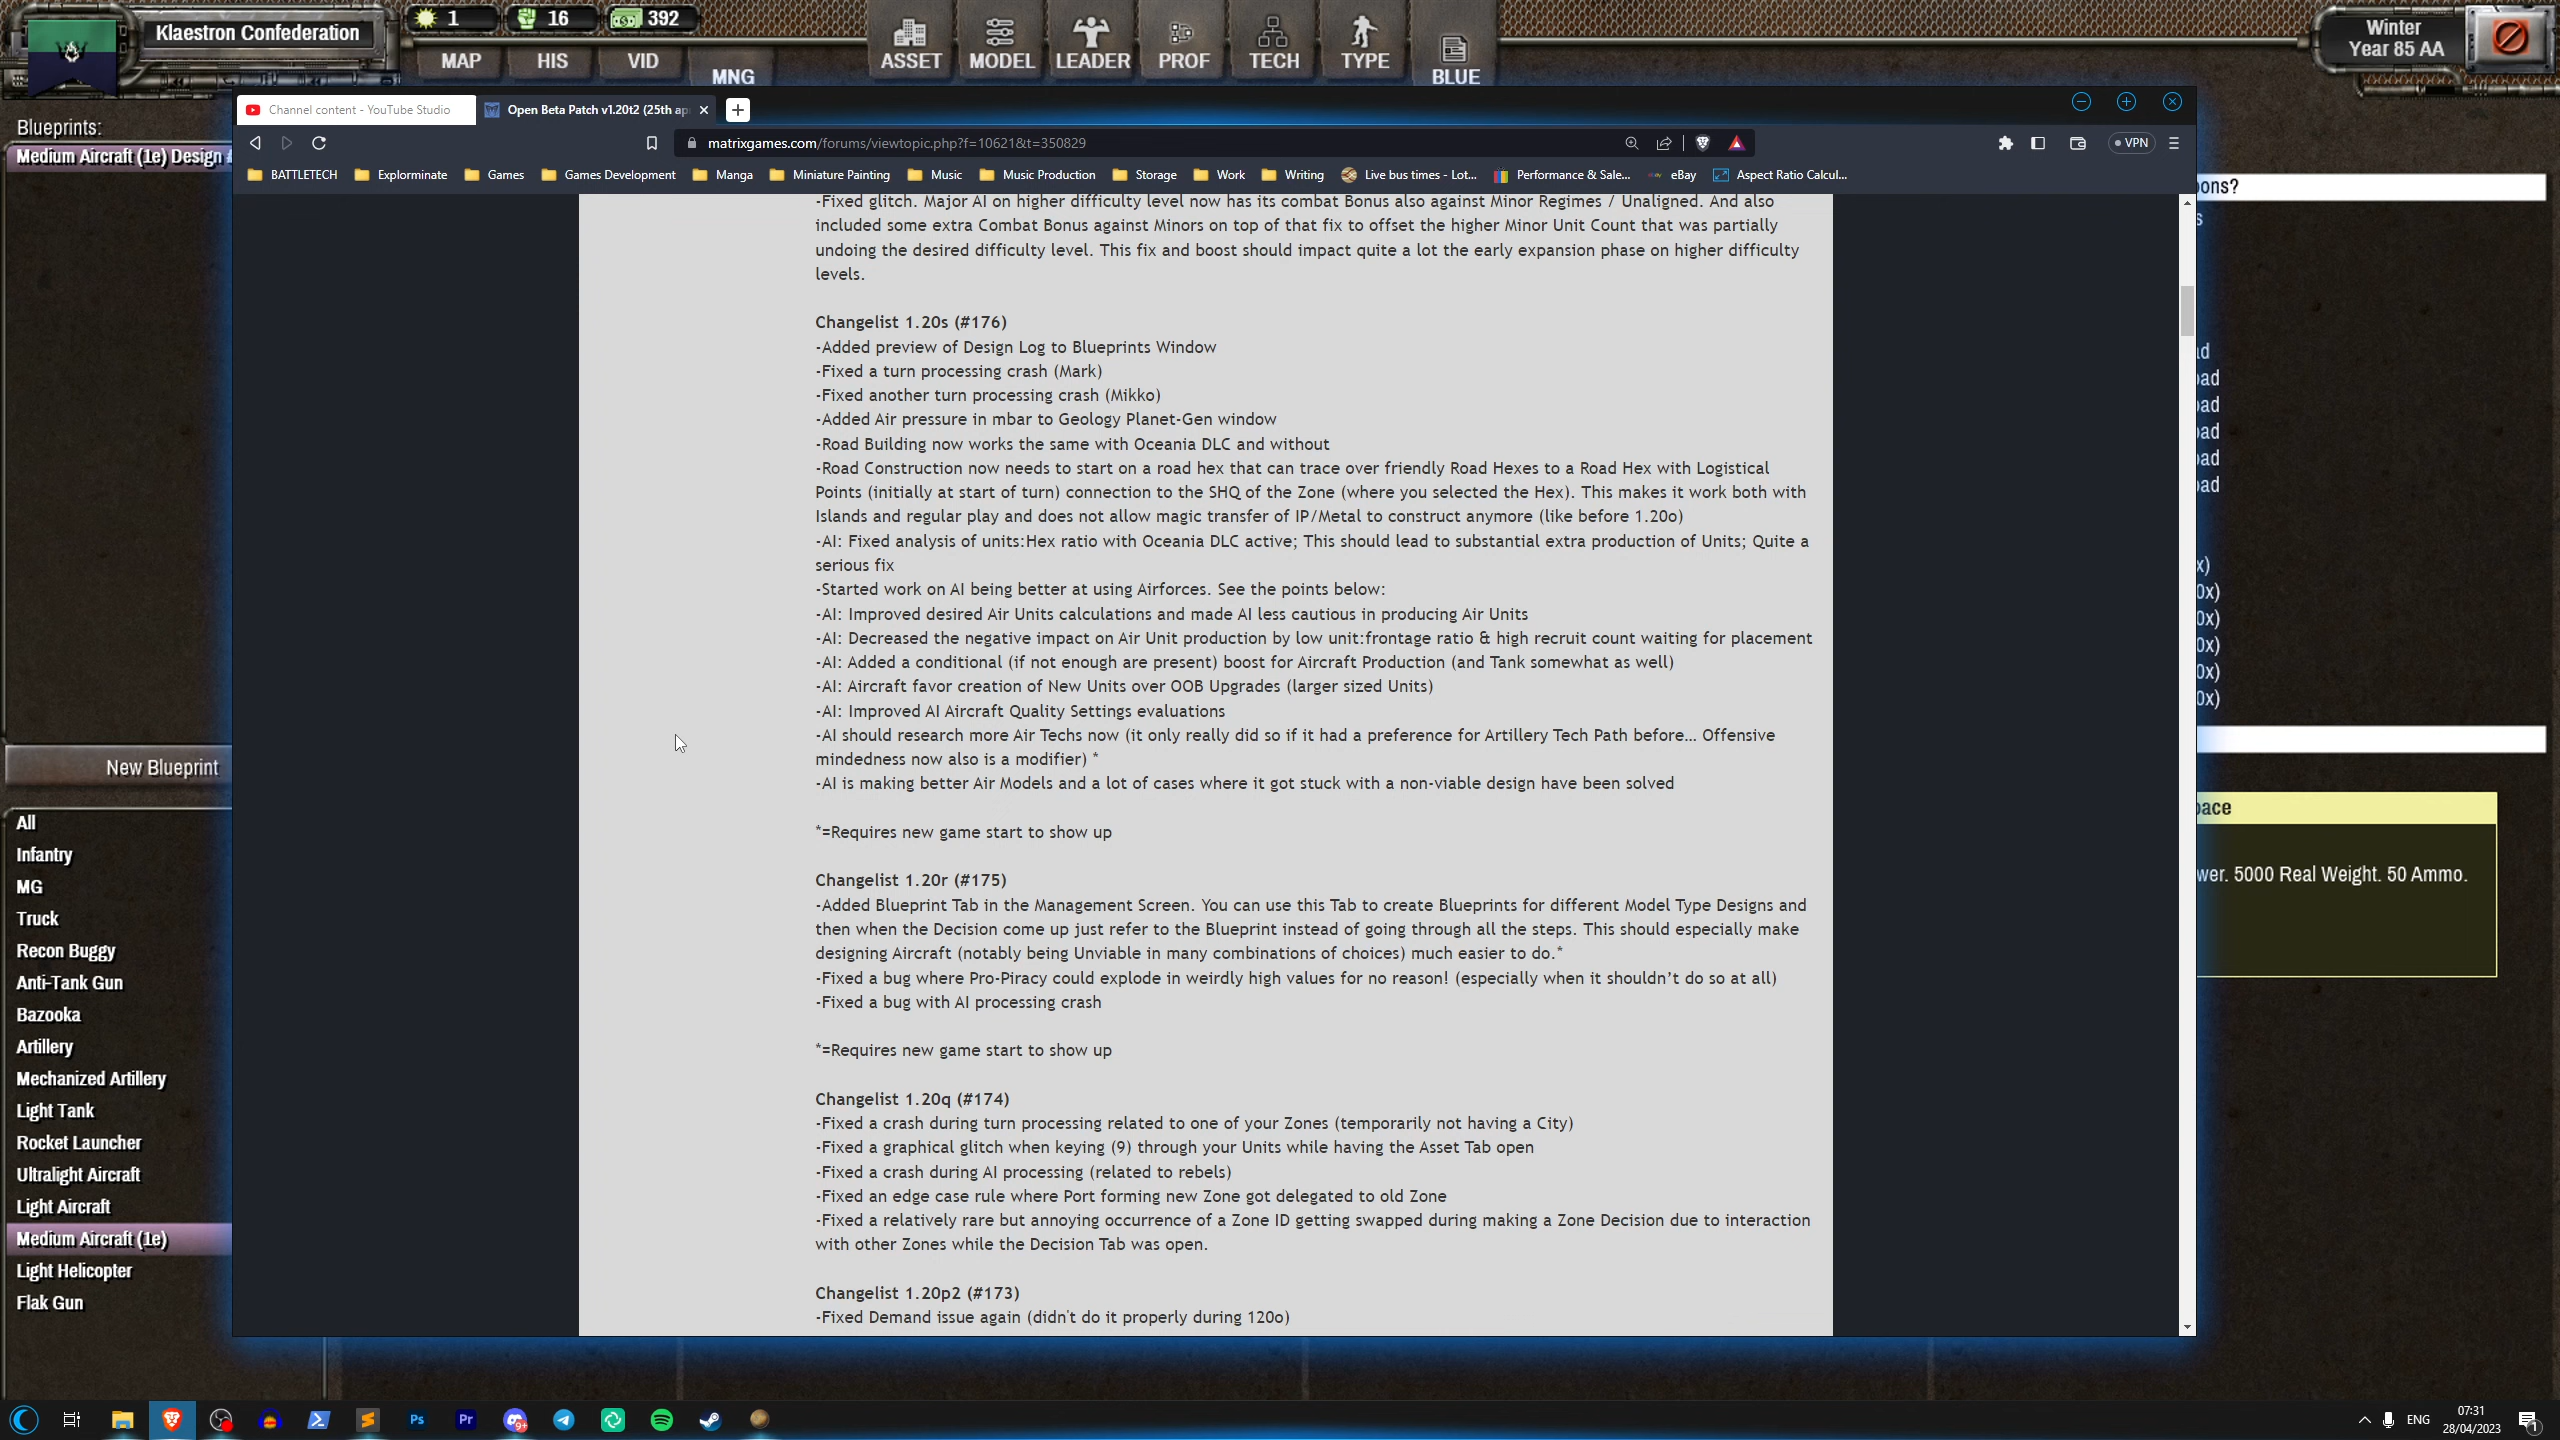 Klaestron Confederation
1
16
392
MAP
HIS
VID
MNG
ASSET
MODEL
LEADER
PROF
TECH
TYPE
BLUE
Winter
Year 85 AA
Blueprints:
Medium Aircraft (1e) Design
Channel content - YouTube Studio
Open Beta Patch v1.20t2 (25th ap
matrixgames.com/forums/viewtopic.php?f=10621&t=350829
VPN
BATTLETECH
Explorminate
Games
Games Development
Manga
Miniature Painting
Music
Music Production
Storage
Work
Writing
Live bus times - Lot...
Performance & Sale...
eBay
Aspect Ratio Calcul...
-Fixed glitch. Major AI on higher difficulty level now has its combat Bonus also against Minor Regimes / Unaligned. And also
included some extra Combat Bonus against Minors on top of that fix to offset the higher Minor Unit Count that was partially
undoing the desired difficulty level. This fix and boost should impact quite a lot the early expansion phase on higher difficulty
levels.
Changelist 1.20s (#176)
-Added preview of Design Log to Blueprints Window
-Fixed a turn processing crash (Mark)
-Fixed another turn processing crash (Mikko)
-Added Air pressure in mbar to Geology Planet-Gen window
-Road Building now works the same with Oceania DLC and without
-Road Construction now needs to start on a road hex that can trace over friendly Road Hexes to a Road Hex with Logistical
Points (initially at start of turn) connection to the SHQ of the Zone (where you selected the Hex). This makes it work both with
Islands and regular play and does not allow magic transfer of IP/Metal to construct anymore (like before 1.20o)
-AI: Fixed analysis of units:Hex ratio with Oceania DLC active; This should lead to substantial extra production of Units; Quite a
serious fix
-Started work on AI being better at using Airforces. See the points below:
-AI: Improved desired Air Units calculations and made AI less cautious in producing Air Units
-AI: Decreased the negative impact on Air Unit production by low unit:frontage ratio & high recruit count waiting for placement
-AI: Added a conditional (if not enough are present) boost for Aircraft Production (and Tank somewhat as well)
-AI: Aircraft favor creation of New Units over OOB Upgrades (larger sized Units)
-AI: Improved AI Aircraft Quality Settings evaluations
-AI should research more Air Techs now (it only really did so if it had a preference for Artillery Tech Path before... Offensive
mindedness now also is a modifier) *
-AI is making better Air Models and a lot of cases where it got stuck with a non-viable design have been solved
*=Requires new game start to show up
Changelist 1.20r (#175)
-Added Blueprint Tab in the Management Screen. You can use this Tab to create Blueprints for different Model Type Designs and
then when the Decision come up just refer to the Blueprint instead of going through all the steps. This should especially make
designing Aircraft (notably being Unviable in many combinations of choices) much easier to do.*
-Fixed a bug where Pro-Piracy could explode in weirdly high values for no reason! (especially when it shouldn't do so at all)
-Fixed a bug with AI processing crash
*=Requires new game start to show up
Changelist 1.20q (#174)
-Fixed a crash during turn processing related to one of your Zones (temporarily not having a City)
-Fixed a graphical glitch when keying (9) through your Units while having the Asset Tab open
-Fixed a crash during AI processing (related to rebels)
-Fixed an edge case rule where Port forming new Zone got delegated to old Zone
-Fixed a relatively rare but annoying occurrence of a Zone ID getting swapped during making a Zone Decision due to interaction
with other Zones while the Decision Tab was open.
Changelist 1.20p2 (#173)
-Fixed Demand issue again (didn't do it properly during 120o)
New Blueprint
All
Infantry
MG
Truck
Recon Buggy
Anti-Tank Gun
Bazooka
Artillery
Mechanized Artillery
Light Tank
Rocket Launcher
Ultralight Aircraft
Light Aircraft
Medium Aircraft (1e)
Light Helicopter
Flak Gun
ons?
s
ad
oad
oad
oad
oad
oad
x)
0x)
0x)
0x)
0x)
0x)
pace
wer. 5000 Real Weight. 50 Ammo.
Ps
Pr
9+
ENG
07:31
28/04/2023
1